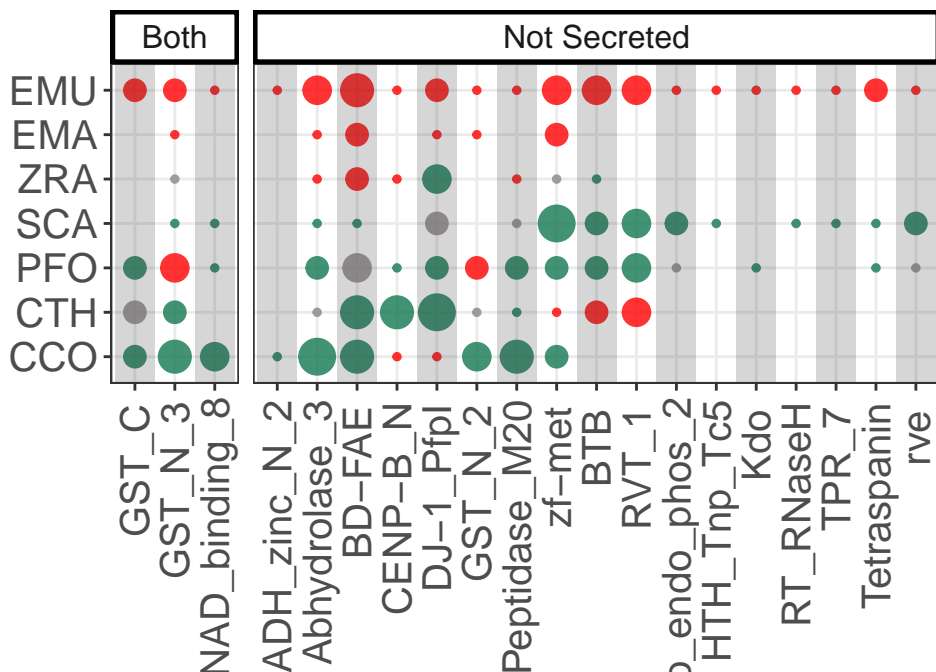 Both
Not Secreted
EMU
EMA
ZRA
SCA
PFO
CTH
CCO
GST_C
GST_N_3
NAD_binding_8
ADH_zinc_N_2
Abhydrolase_3
BD−FAE
CENP−B_N
DJ−1_PfpI
GST_N_2
Peptidase_M20
zf−met
BTB
RVT_1
_endo_phos_2
HTH_Tnp_Tc5
Kdo
RT_RNaseH
TPR_7
Tetraspanin
rve